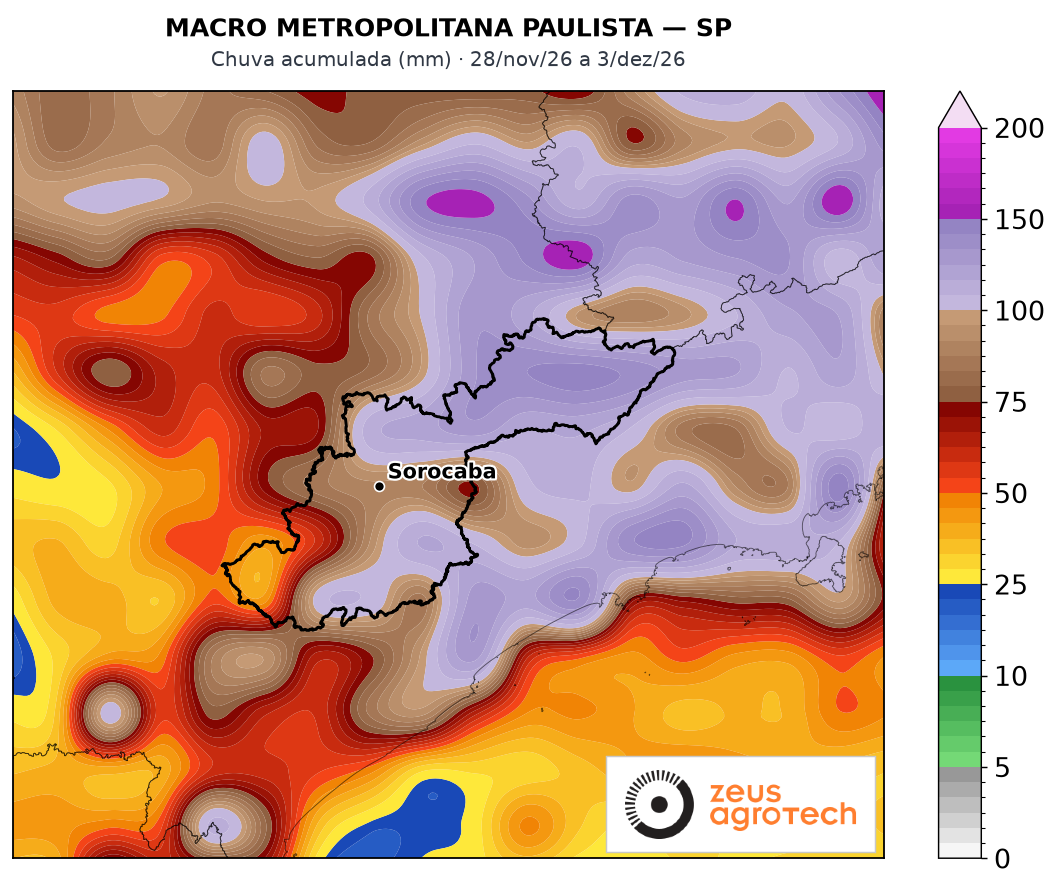 MACRO METROPOLITANA PAULISTA — SP
Chuva acumulada (mm) · 28/nov/26 a 3/dez/26
Sorocaba
200
150
100
75
50
25
10
5
0
zeus
agrotech